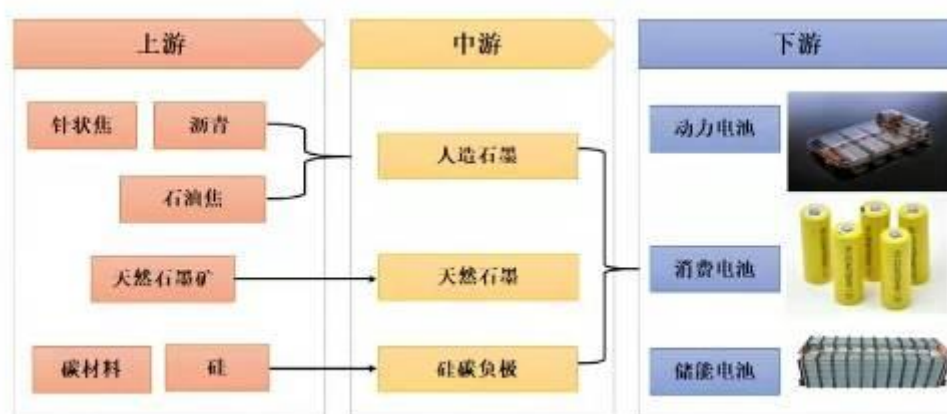 上游
中游
下游
针状焦
沥青
石油焦
天然石墨矿
碳材料
硅
人造石墨
天然石墨
硅碳负极
动力电池
消费电池
储能电池